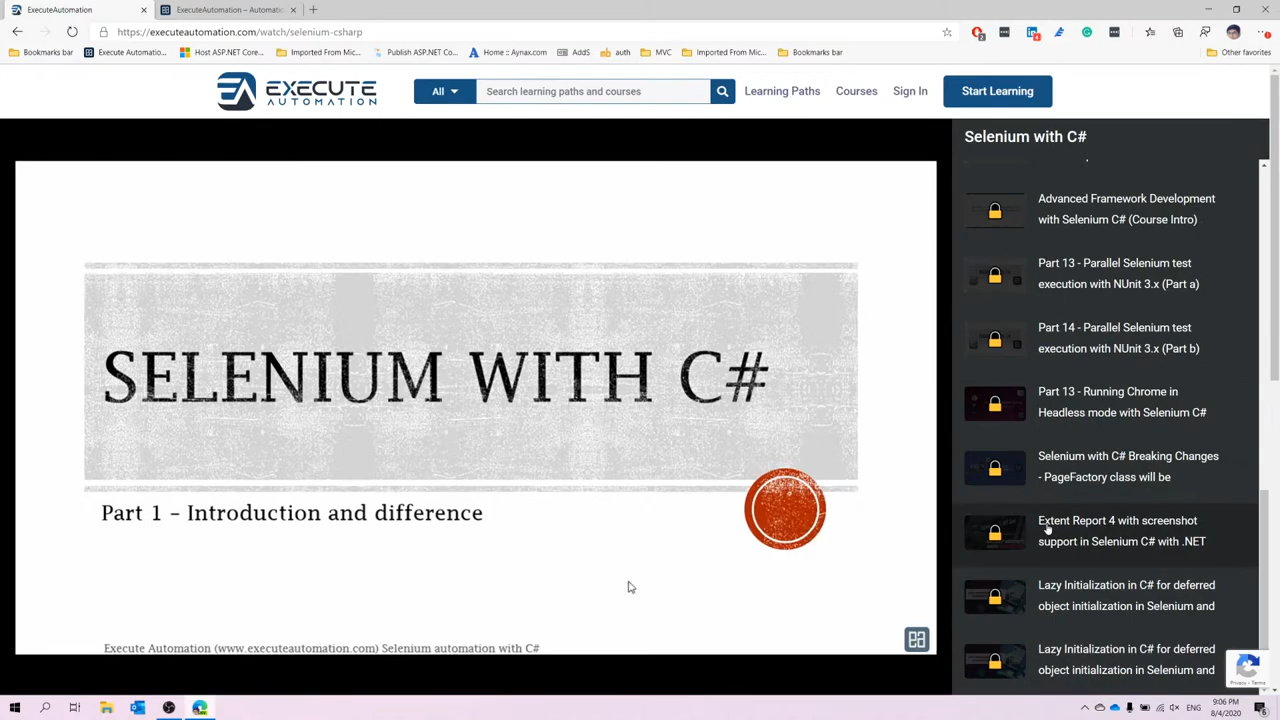 ExecuteAutomation
ExecuteAutomation – Automatio
https://executeautomation.com/watch/selenium-csharp
Bookmarks bar
Execute Automatio...
Host ASP.NET Core...
Imported From Mic...
Publish ASP.NET Co...
Home :: Aynax.com
AddS
auth
MVC
Imported From Mic...
Bookmarks bar
Other favorites
EXECUTE
AUTOMATION
All
Search learning paths and courses
Learning Paths
Courses
Sign In
Start Learning
SELENIUM WITH C#
Part 1 – Introduction and difference
Execute Automation (www.executeautomation.com) Selenium automation with C#
Selenium with C#
Advanced Framework Development
with Selenium C# (Course Intro)
Part 13 - Parallel Selenium test
execution with NUnit 3.x (Part a)
Part 14 - Parallel Selenium test
execution with NUnit 3.x (Part b)
Part 13 - Running Chrome in
Headless mode with Selenium C#
Selenium with C# Breaking Changes
- PageFactory class will be
Extent Report 4 with screenshot
support in Selenium C# with .NET
Lazy Initialization in C# for deferred
object initialization in Selenium and
Lazy Initialization in C# for deferred
object initialization in Selenium and
Privacy - Terms
ENG
9:06 PM
8/4/2020